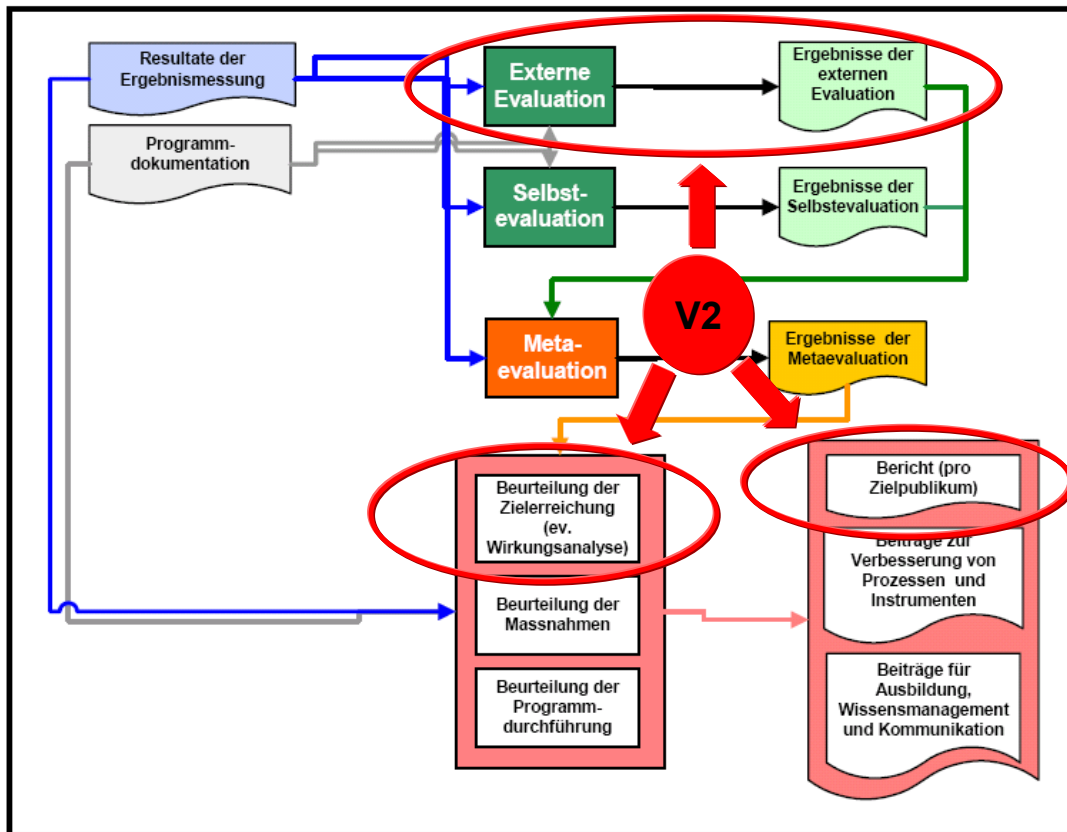 Resultate der
Ergebnismessung
Programm-
dokumentation
Externe
Evaluation
Ergebnisse der
externen
Evaluation
Selbst-
evaluation
Ergebnisse der
Selbstevaluation
V2
Meta-
evaluation
Ergebnisse der
Metaevaluation
Beurteilung der
Zielerreichung
(ev.
Wirkungsanalyse)
Beurteilung der
Massnahmen
Beurteilung der
Programm-
durchführung
Bericht (pro
Zielpublikum)
Beiträge zur
Verbesserung von
Prozessen und
Instrumenten
Beiträge für
Ausbildung,
Wissensmanagement
und Kommunikation